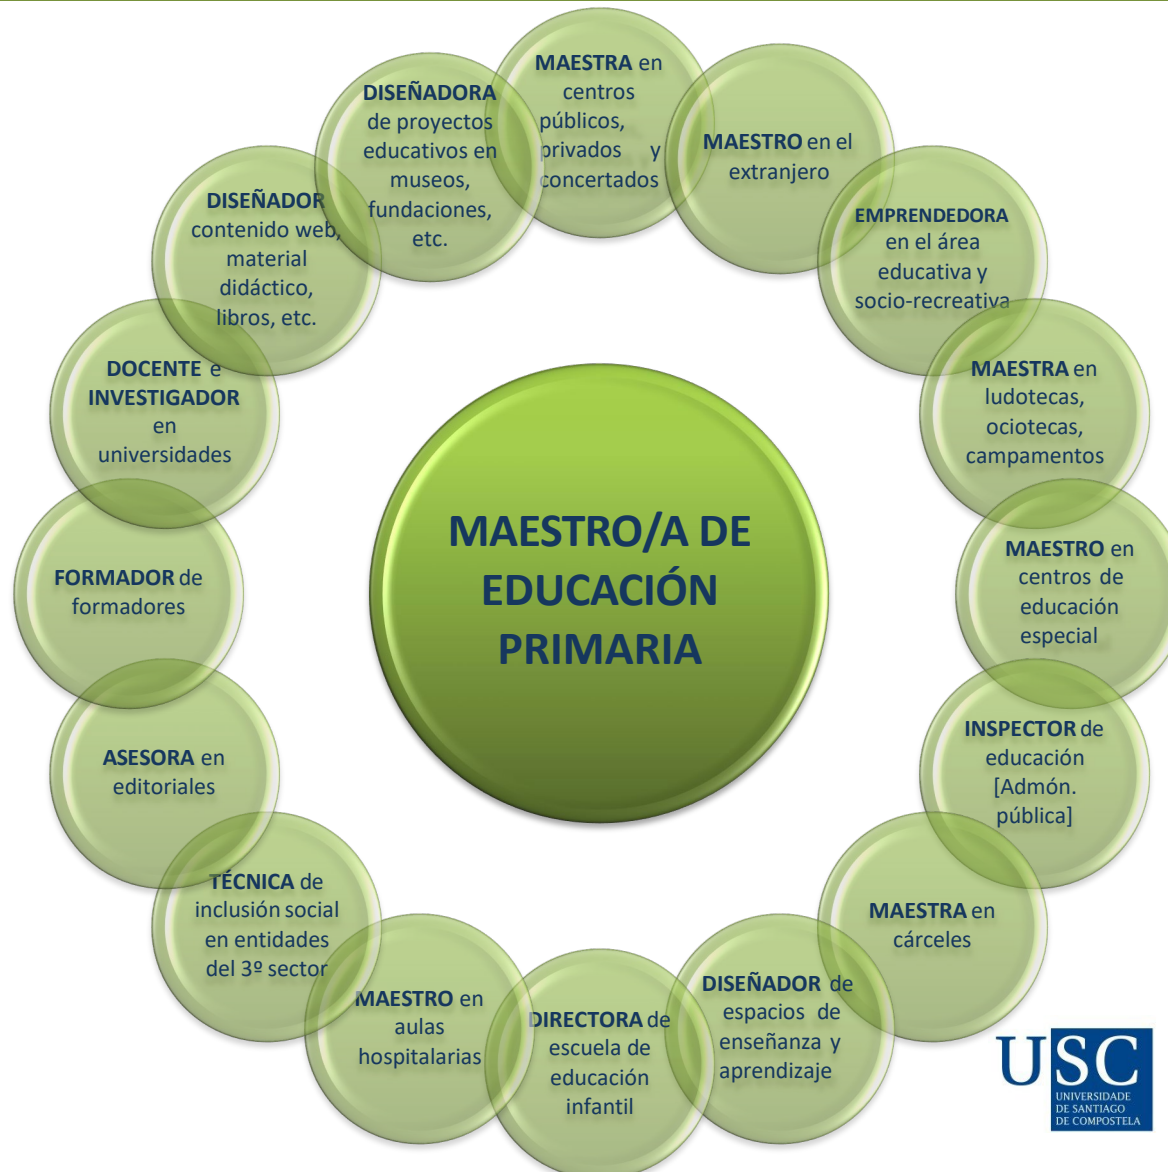 MAESTRA en
centros
públicos,
privados y
concertados
MAESTRO en el
extranjero
EMPRENDEDORA
en el área
educativa y
socio-recreativa
MAESTRA en
ludotecas,
ociotecas,
campamentos
MAESTRO en
centros de
educación
especial
INSPECTOR de
educación
[Admón.
pública]
MAESTRA en
cárceles
DISEÑADOR de
espacios de
enseñanza y
aprendizaje
DIRECTORA de
escuela de
educación
infantil
MAESTRO en
aulas
hospitalarias
TÉCNICA de
inclusión social
en entidades
del 3º sector
ASESORA en
editoriales
FORMADOR de
formadores
DOCENTE e
INVESTIGADOR
en
universidades
DISEÑADOR
contenido web,
material
didáctico,
libros, etc.
DISEÑADORA
de proyectos
educativos en
museos,
fundaciones,
etc.
MAESTRO/A DE
EDUCACIÓN
PRIMARIA
USC
UNIVERSIDADE
DE SANTIAGO
DE COMPOSTELA